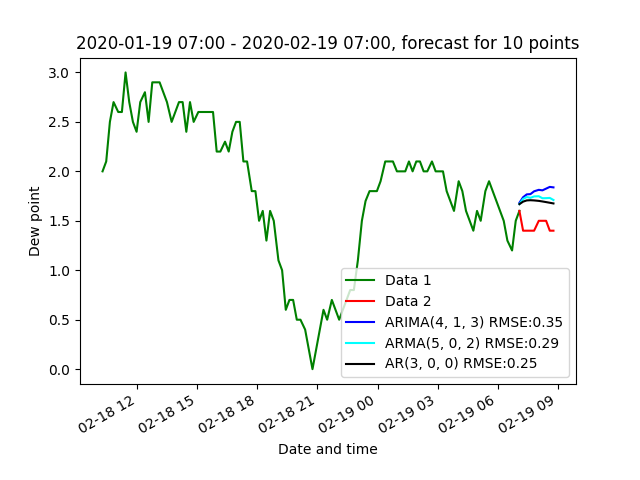 2020-01-19 07:00 - 2020-02-19 07:00, forecast for 10 points
Dew point
3.0
2.5
2.0
1.5
1.0
0.5
0.0
Data 1
Data 2
ARIMA(4, 1, 3) RMSE:0.35
ARMA(5, 0, 2) RMSE:0.29
AR(3, 0, 0) RMSE:0.25
02-18 12
02-18 15
02-18 18
02-18 21
02-19 00
02-19 03
02-19 06
02-19 09
Date and time